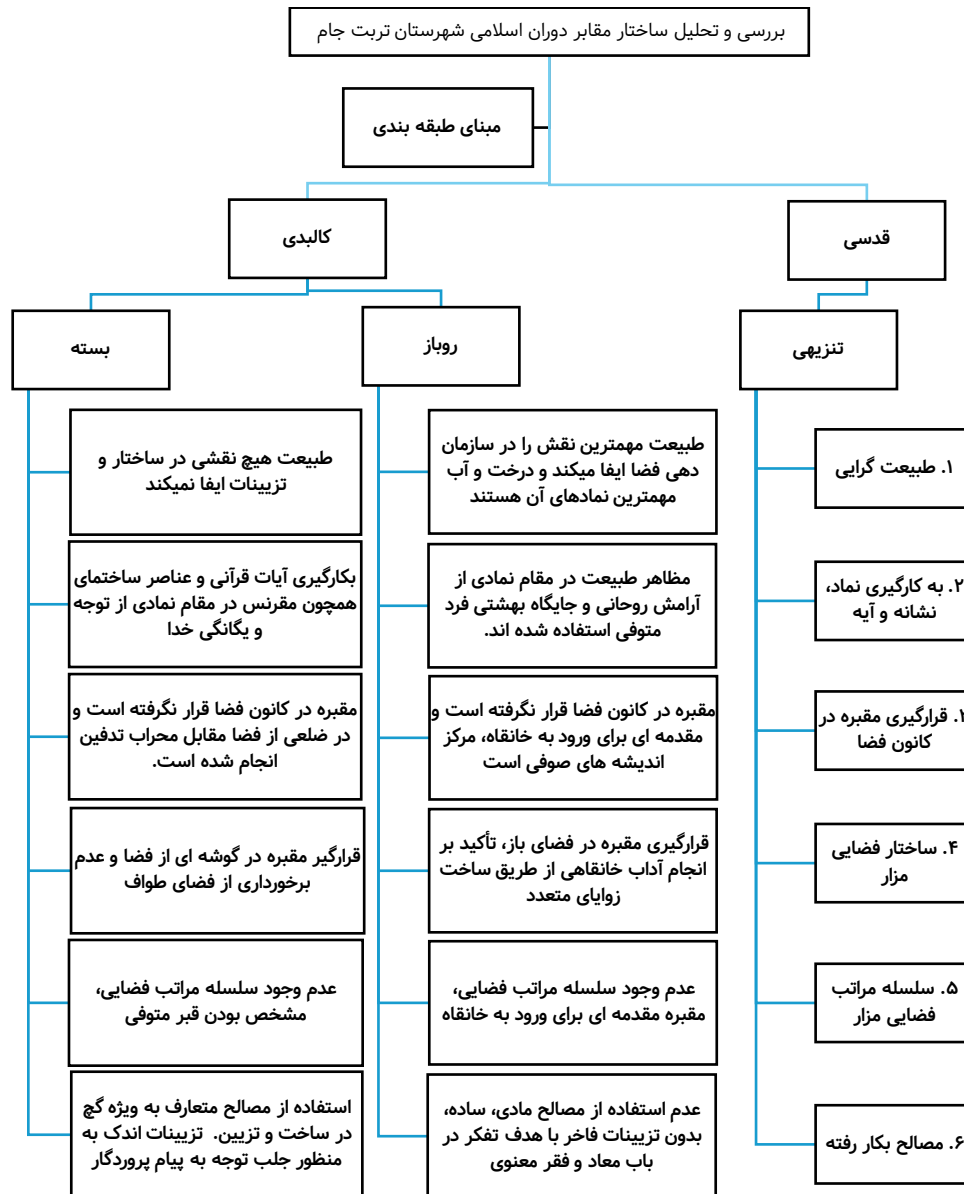 بررسی و تحلیل ساختار مقابر دوران اسلامی شهرستان تربت جام
مبنای طبقه بندی
قدسی
کالبدی
تنزیهی
روباز
بسته
۱. طبیعت گرایی
۲. به کارگیری نماد،
نشانه و آیه
۳. قرارگیری مقبره در
کانون فضا
۴. ساختار فضایی
مزار
۵. سلسله مراتب
فضایی مزار
۶. مصالح بکار رفته
طبیعت مهمترین نقش را در سازمان
دهی فضا ایفا میکند و درخت و آب
مهمترین نمادهای آن هستند
مظاهر طبیعت در مقام نمادی از
آرامش روحانی و جایگاه بهشتی فرد
متوفی استفاده شده اند.
مقبره در کانون فضا قرار نگرفته است و
مقدمه ای برای ورود به خانقاه، مرکز
اندیشه های صوفی است
قرارگیری مقبره در فضای باز، تأکید بر
انجام آداب خانقاهی از طریق ساخت
زوایای متعدد
عدم وجود سلسله مراتب فضایی،
مقبره مقدمه ای برای ورود به خانقاه
عدم استفاده از مصالح مادی، ساده،
بدون تزیینات فاخر با هدف تفکر در
باب معاد و فقر معنوی
طبیعت هیچ نقشی در ساختار و
تزیینات ایفا نمیکند
بکارگیری آیات قرآنی و عناصر ساختمای
همچون مقرنس در مقام نمادی از توجه
و یگانگی خدا
مقبره در کانون فضا قرار نگرفته است و
در ضلعی از فضا مقابل محراب تدفین
انجام شده است.
قرارگیر مقبره در گوشه ای از فضا و عدم
برخورداری از فضای طواف
عدم وجود سلسله مراتب فضایی،
مشخص بودن قبر متوفی
استفاده از مصالح متعارف به ویژه گچ
در ساخت و تزیین. تزیینات اندک به
منظور جلب توجه به پیام پروردگار